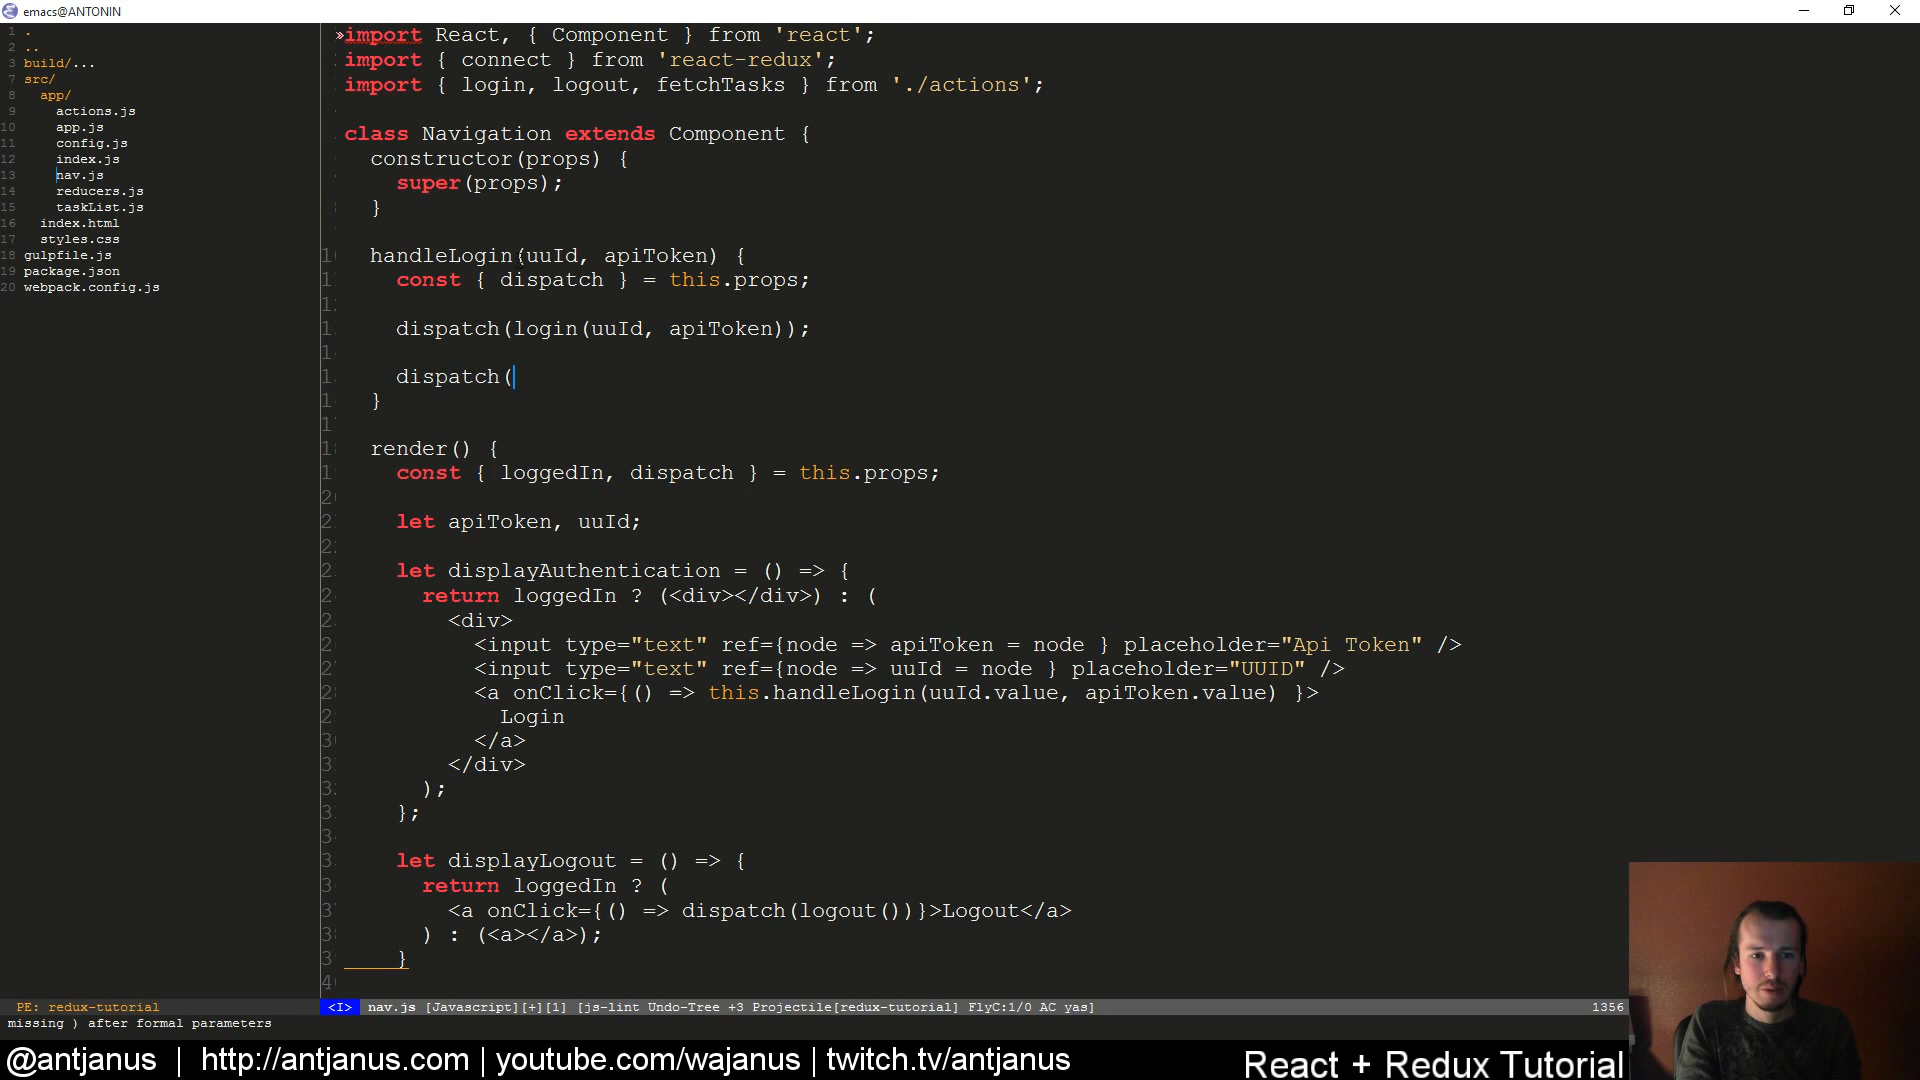 emacs@ANTONIN
1 .
2 ..
3 build/...
7 src/
8 app/
9 actions.js
10 app.js
11 config.js
12 index.js
13 nav.js
14 reducers.js
15 taskList.js
16 index.html
17 styles.css
18 gulpfile.js
19 package.json
20 webpack.config.js
import React, { Component } from 'react';
import { connect } from 'react-redux';
import { login, logout, fetchTasks } from './actions';
class Navigation extends Component {
constructor(props) {
super(props);
}
handleLogin(uuId, apiToken) {
const { dispatch } = this.props;
dispatch(login(uuId, apiToken));
dispatch(
}
render() {
const { loggedIn, dispatch } = this.props;
let apiToken, uuId;
let displayAuthentication = () => {
return loggedIn ? (<div></div>) : (
<div>
<input type="text" ref={node => apiToken = node } placeholder="Api Token" />
<input type="text" ref={node => uuId = node } placeholder="UUID" />
<a onClick={() => this.handleLogin(uuId.value, apiToken.value) }>
Login
</a>
</div>
);
};
let displayLogout = () => {
return loggedIn ? (
<a onClick={() => dispatch(logout())}>Logout</a>
) : (<a></a>);
}
PE: redux-tutorial
<I> nav.js [Javascript][+][1] [js-lint Undo-Tree +3 Projectile[redux-tutorial] FlyC:1/0 AC yas] 1356
missing ) after formal parameters
@antjanus | http://antjanus.com | youtube.com/wajanus | twitch.tv/antjanus
React + Redux Tutorial